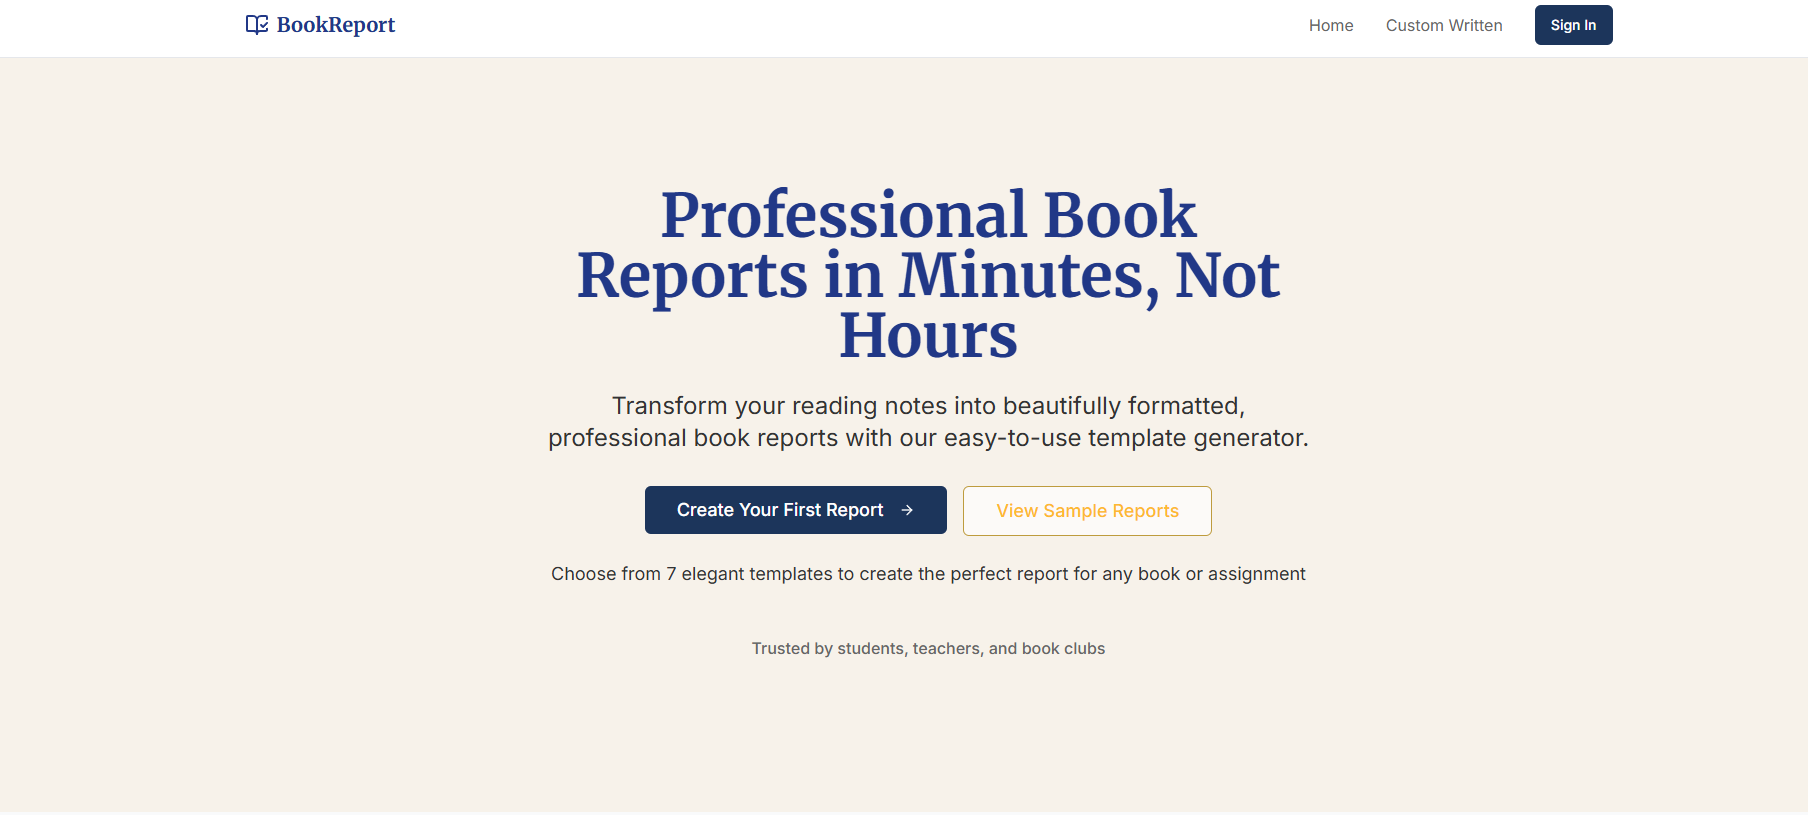 BookReport
Home
Custom Written
Sign In
Professional Book
Reports in Minutes, Not
Hours
Transform your reading notes into beautifully formatted,
professional book reports with our easy-to-use template generator.
Create Your First Report →
View Sample Reports
Choose from 7 elegant templates to create the perfect report for any book or assignment
Trusted by students, teachers, and book clubs